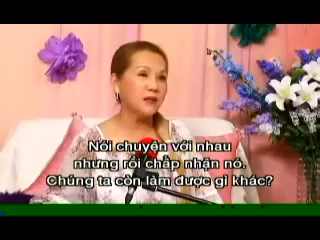 Nói chuyện với nhau
nhưng rồi chấp nhận nó.
Chúng ta còn làm được gì khác?